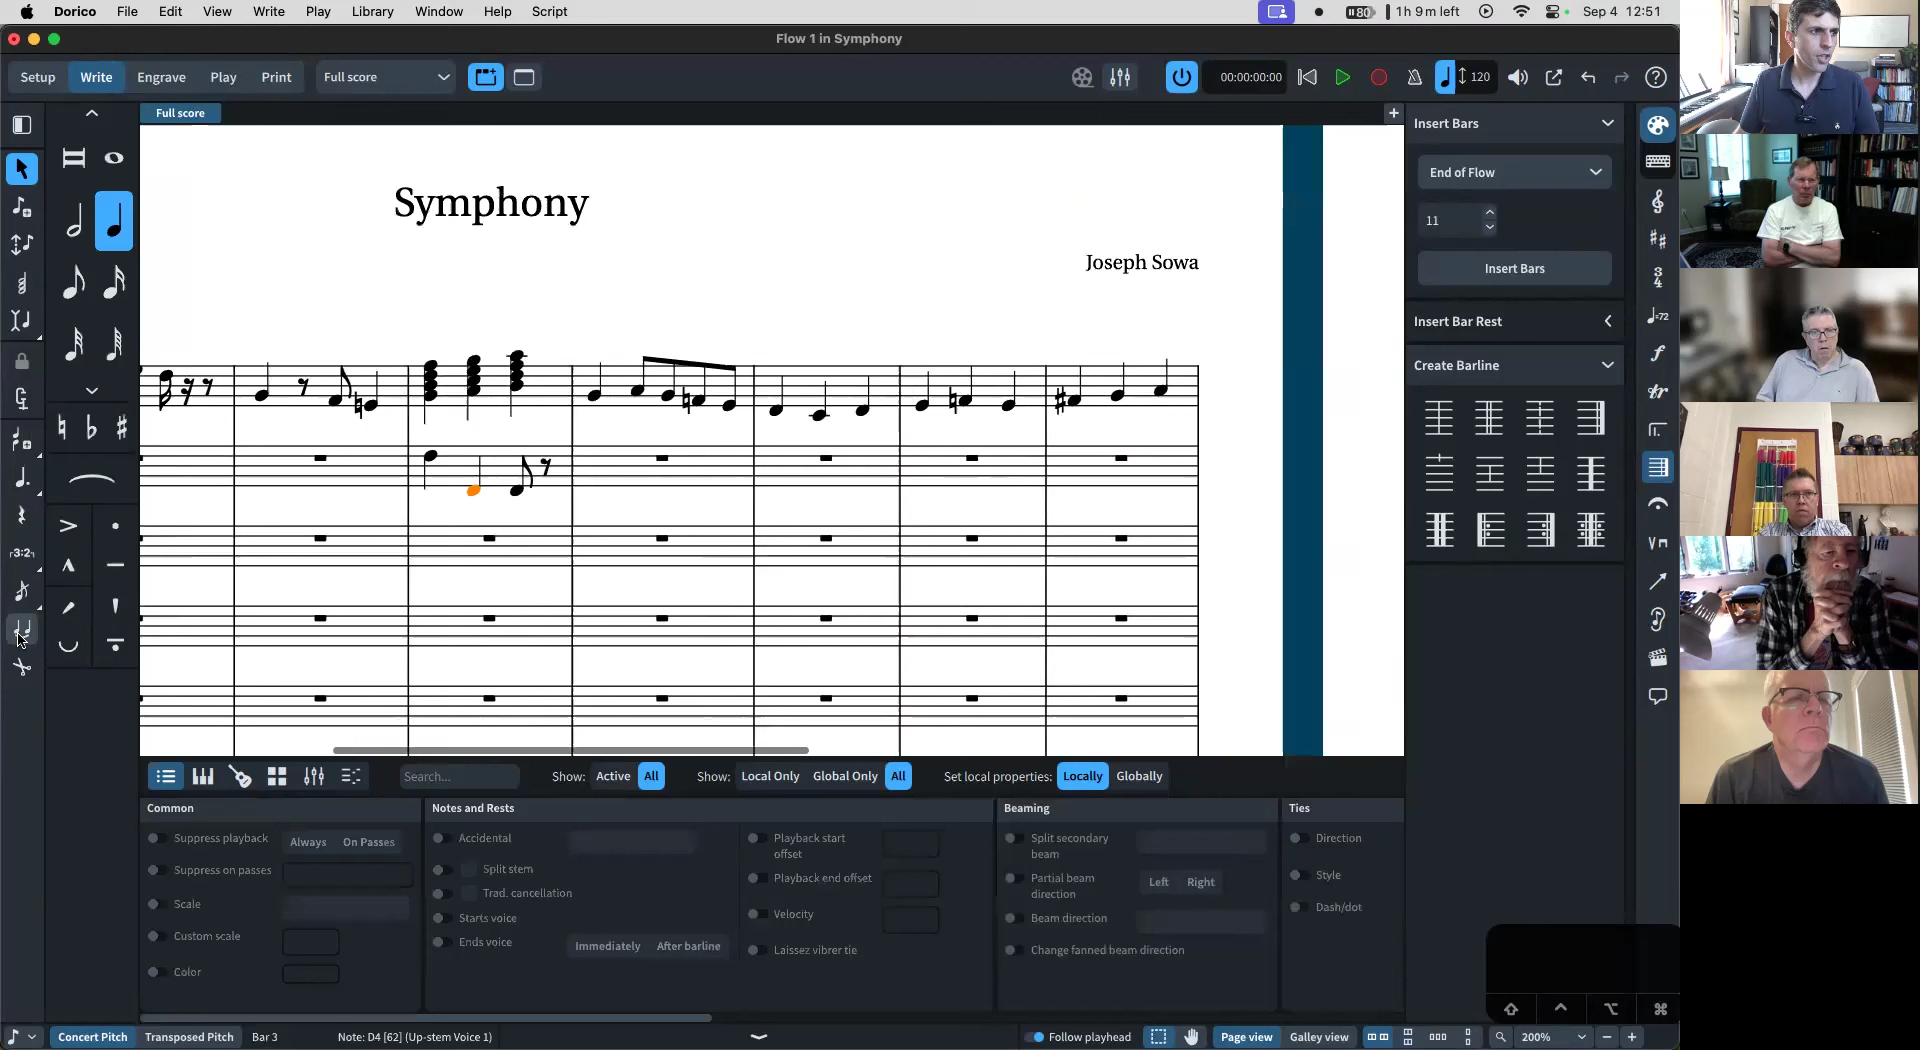 Dorico File Edit View Write Play Library Window Help Script
80 1h 9m left Sep 4 12:51
Flow 1 in Symphony
Setup Write Engrave Play Print Full score
00:00:00:00 120
Full score
Symphony
Joseph Sowa
3:2
Insert Bars
End of Flow
11
Insert Bars
Insert Bar Rest
Create Barline
Search... Show: Active All Show: Local Only Global Only All Set local properties: Locally Globally
Common
Suppress playback Always On Passes
Suppress on passes
Scale
Custom scale
Color
Notes and Rests
Accidental
Split stem
Trad. cancellation
Starts voice
Ends voice Immediately After barline
Playback start
offset
Playback end offset
Velocity
Laissez vibrer tie
Beaming
Split secondary
beam
Partial beam
direction Left Right
Beam direction
Change fanned beam direction
Ties
Direction
Style
Dash/dot
Concert Pitch Transposed Pitch Bar 3 Note: D4 [62] (Up-stem Voice 1)
Follow playhead Page view Galley view 200%